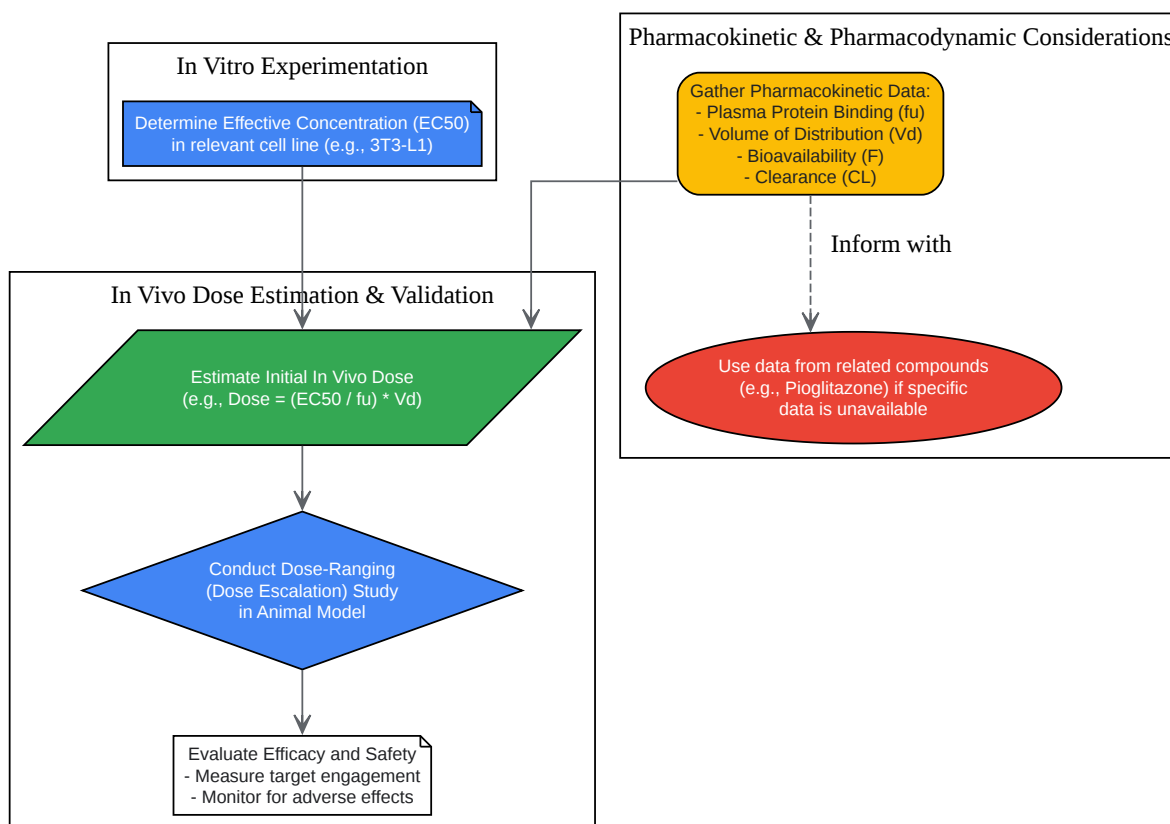 In Vitro Experimentation
Determine Effective Concentration (EC50)
in relevant cell line (e.g., 3T3-L1)
Pharmacokinetic & Pharmacodynamic Considerations
Gather Pharmacokinetic Data:
- Plasma Protein Binding (fu)
- Volume of Distribution (Vd)
- Bioavailability (F)
- Clearance (CL)
Inform with
Use data from related compounds
(e.g., Pioglitazone) if specific
data is unavailable
In Vivo Dose Estimation & Validation
Estimate Initial In Vivo Dose
(e.g., Dose = (EC50 / fu) * Vd)
Conduct Dose-Ranging
(Dose Escalation) Study
in Animal Model
Evaluate Efficacy and Safety
- Measure target engagement
- Monitor for adverse effects